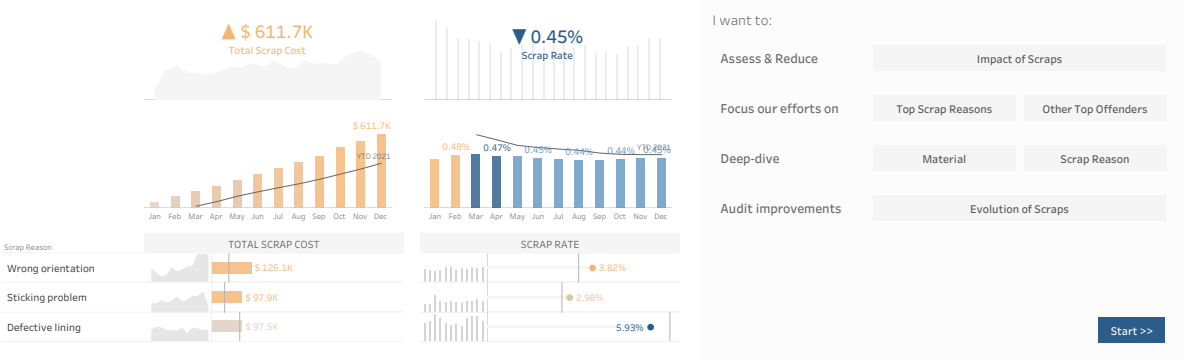 ▲ $ 611.7K
Total Scrap Cost
▼ 0.45%
Scrap Rate
$ 611.7K
YTD 2021
Jan Feb Mar Apr May Jun Jul Aug Sep Oct Nov Dec
0.48% 0.47% 0.45% 0.44% 0.44% 0.45%
YTD 2021
Jan Feb Mar Apr May Jun Jul Aug Sep Oct Nov Dec
Scrap Reason TOTAL SCRAP COST SCRAP RATE
Wrong orientation $ 126.1K 3.82%
Sticking problem $ 97.9K 2.98%
Defective lining $ 97.5K 5.93%
I want to:
Assess & Reduce Impact of Scraps
Focus our efforts on Top Scrap Reasons Other Top Offenders
Deep-dive Material Scrap Reason
Audit improvements Evolution of Scraps
Start >>